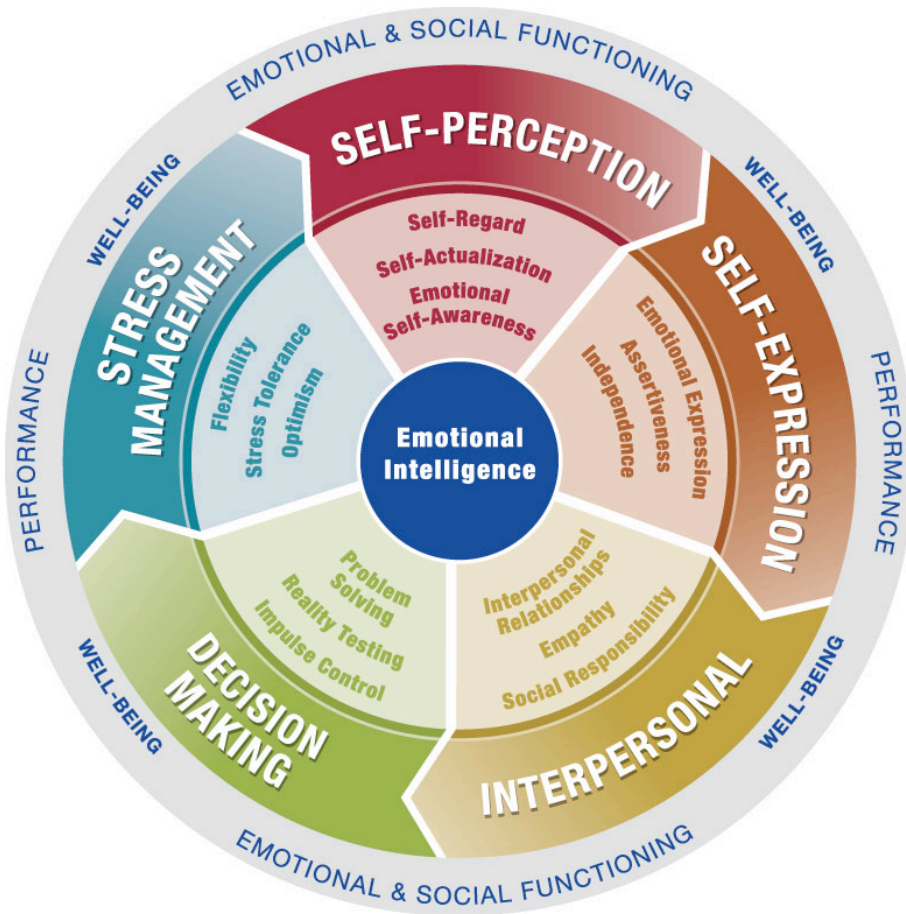 EMOTIONAL & SOCIAL FUNCTIONING
WELL-BEING
WELL-BEING
PERFORMANCE
PERFORMANCE
WELL-BEING
WELL-BEING
EMOTIONAL & SOCIAL FUNCTIONING
SELF-PERCEPTION
Self-Regard
Self-Actualization
Emotional
Self-Awareness
SELF-EXPRESSION
Emotional Expression
Assertiveness
Independence
INTERPERSONAL
Interpersonal
Relationships
Empathy
Social Responsibility
DECISION
MAKING
Problem
Solving
Reality Testing
Impulse Control
STRESS
MANAGEMENT
Flexibility
Stress Tolerance
Optimism
Emotional
Intelligence